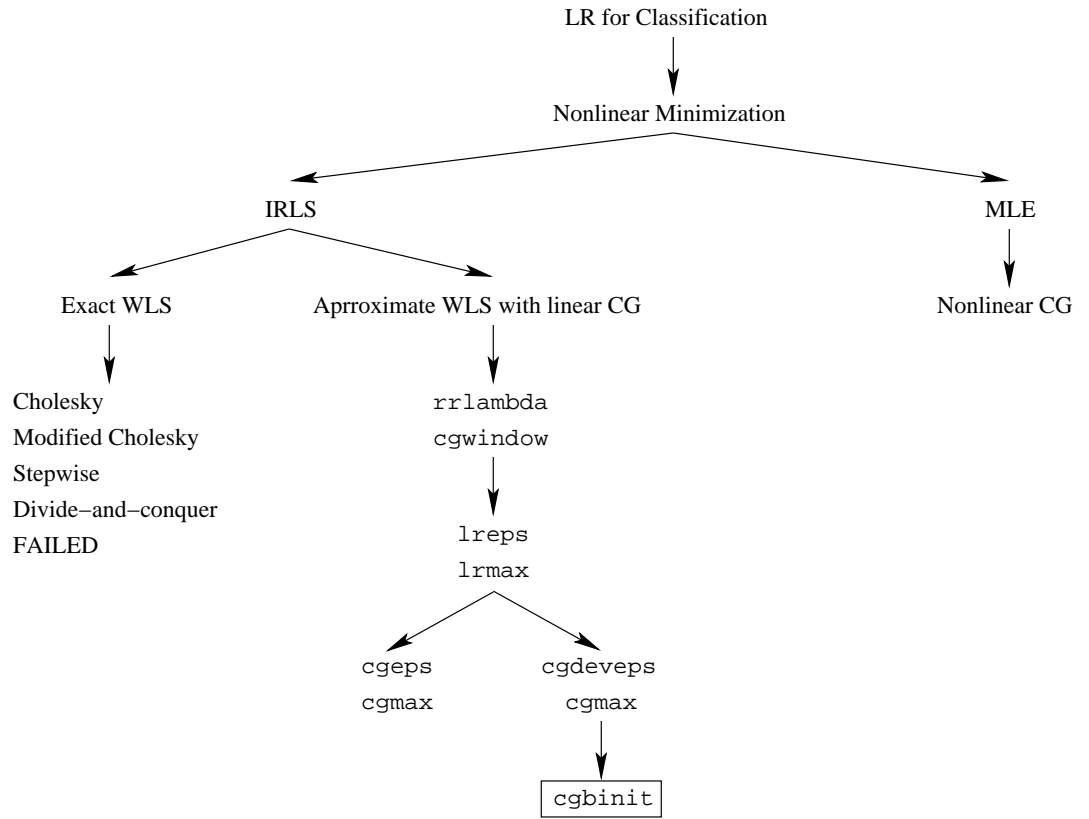 LR for Classification
Nonlinear Minimization
IRLS
MLE
Exact WLS
Aprroximate WLS with linear CG
Nonlinear CG
Cholesky
Modified Cholesky
Stepwise
Divide−and−conquer
FAILED
rrlambda
cgwindow
lreps
lrmax
cgeps
cgmax
cgdeveps
cgmax
cgbinit